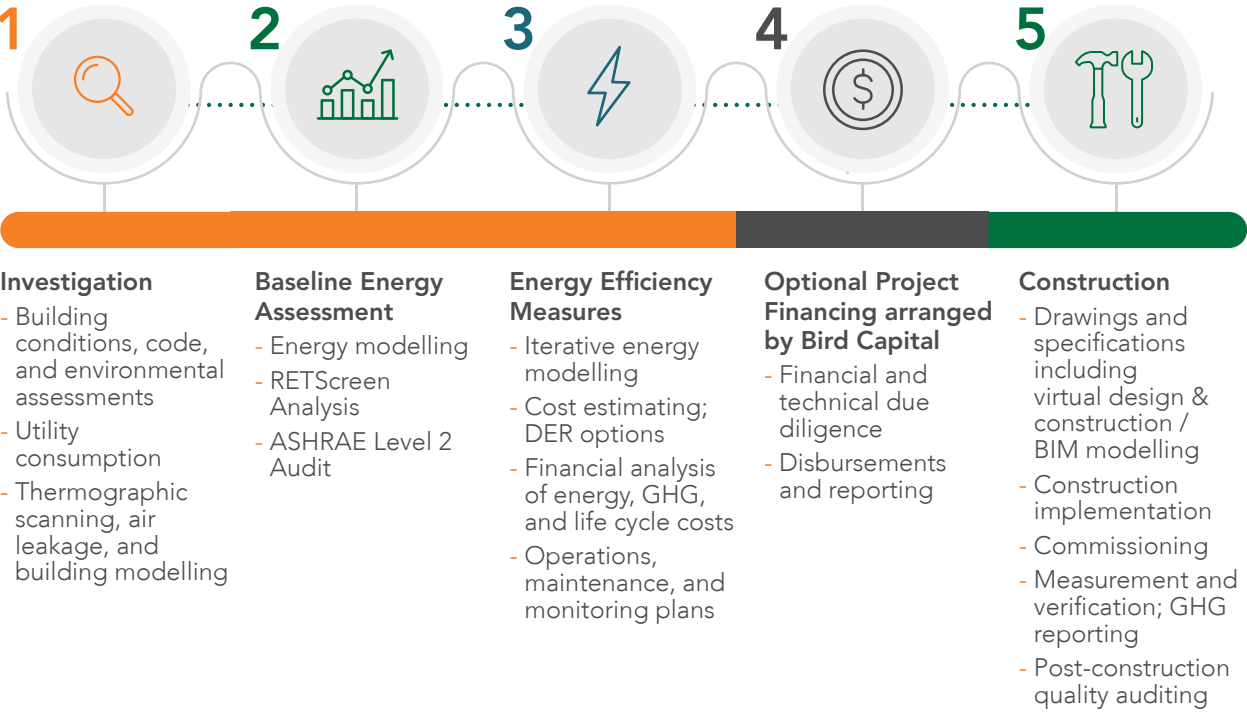 1
2
3
4
5
$
Investigation
- Building
conditions, code,
and environmental
assessments
- Utility
consumption
- Thermographic
scanning, air
leakage, and
building modelling
Baseline Energy
Assessment
- Energy modelling
- RETScreen
Analysis
- ASHRAE Level 2
Audit
Energy Efficiency
Measures
- Iterative energy
modelling
- Cost estimating;
DER options
- Financial analysis
of energy, GHG,
and life cycle costs
- Operations,
maintenance, and
monitoring plans
Optional Project
Financing arranged
by Bird Capital
- Financial and
technical due
diligence
- Disbursements
and reporting
Construction
- Drawings and
specifications
including
virtual design &
construction /
BIM modelling
- Construction
implementation
- Commissioning
- Measurement and
verification; GHG
reporting
- Post-construction
quality auditing